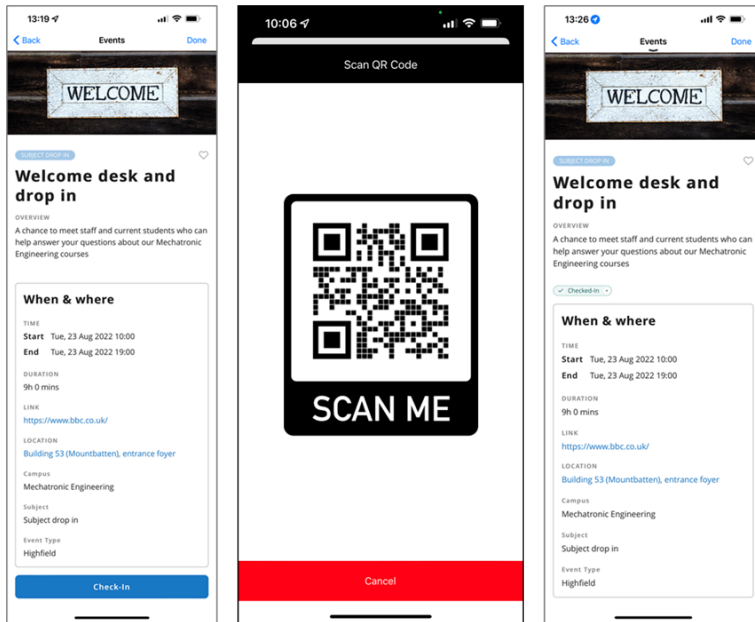 13:19
Back
Events
Done
WELCOME
SUBJECT DROP IN
Welcome desk and
drop in
OVERVIEW
A chance to meet staff and current students who can
help answer your questions about our Mechatronic
Engineering courses
When & where
TIME
Start Tue, 23 Aug 2022 10:00
End Tue, 23 Aug 2022 19:00
DURATION
9h 0 mins
LINK
https://www.bbc.co.uk/
LOCATION
Building 53 (Mountbatten), entrance foyer
Campus
Mechatronic Engineering
Subject
Subject drop in
Event Type
Highfield
Check-In
10:06
Scan QR Code
SCAN ME
Cancel
13:26
Back
Events
Done
WELCOME
SUBJECT DROP IN
Welcome desk and
drop in
OVERVIEW
A chance to meet staff and current students who can
help answer your questions about our Mechatronic
Engineering courses
Checked-In
When & where
TIME
Start Tue, 23 Aug 2022 10:00
End Tue, 23 Aug 2022 19:00
DURATION
9h 0 mins
LINK
https://www.bbc.co.uk/
LOCATION
Building 53 (Mountbatten), entrance foyer
Campus
Mechatronic Engineering
Subject
Subject drop in
Event Type
Highfield